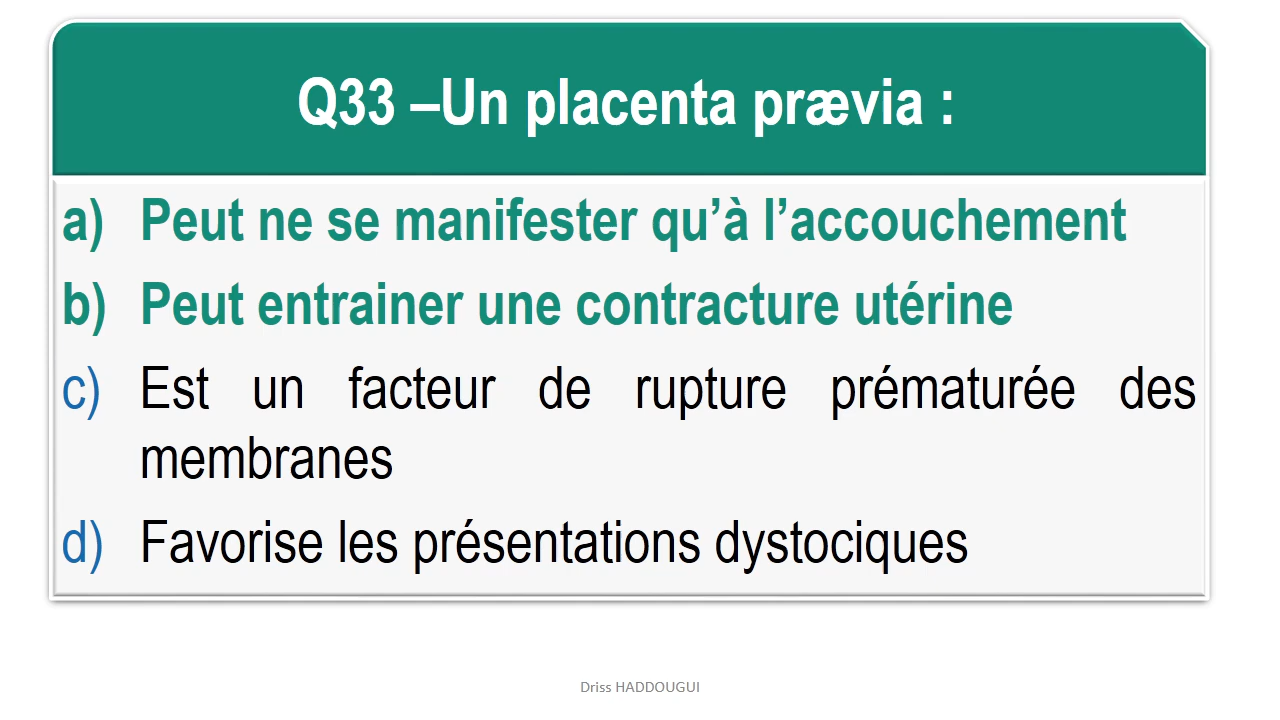 Q33 –Un placenta prævia :
a) Peut ne se manifester qu’à l’accouchement
b) Peut entrainer une contracture utérine
c) Est un facteur de rupture prématurée des
membranes
d) Favorise les présentations dystociques
Driss HADDOUGUI